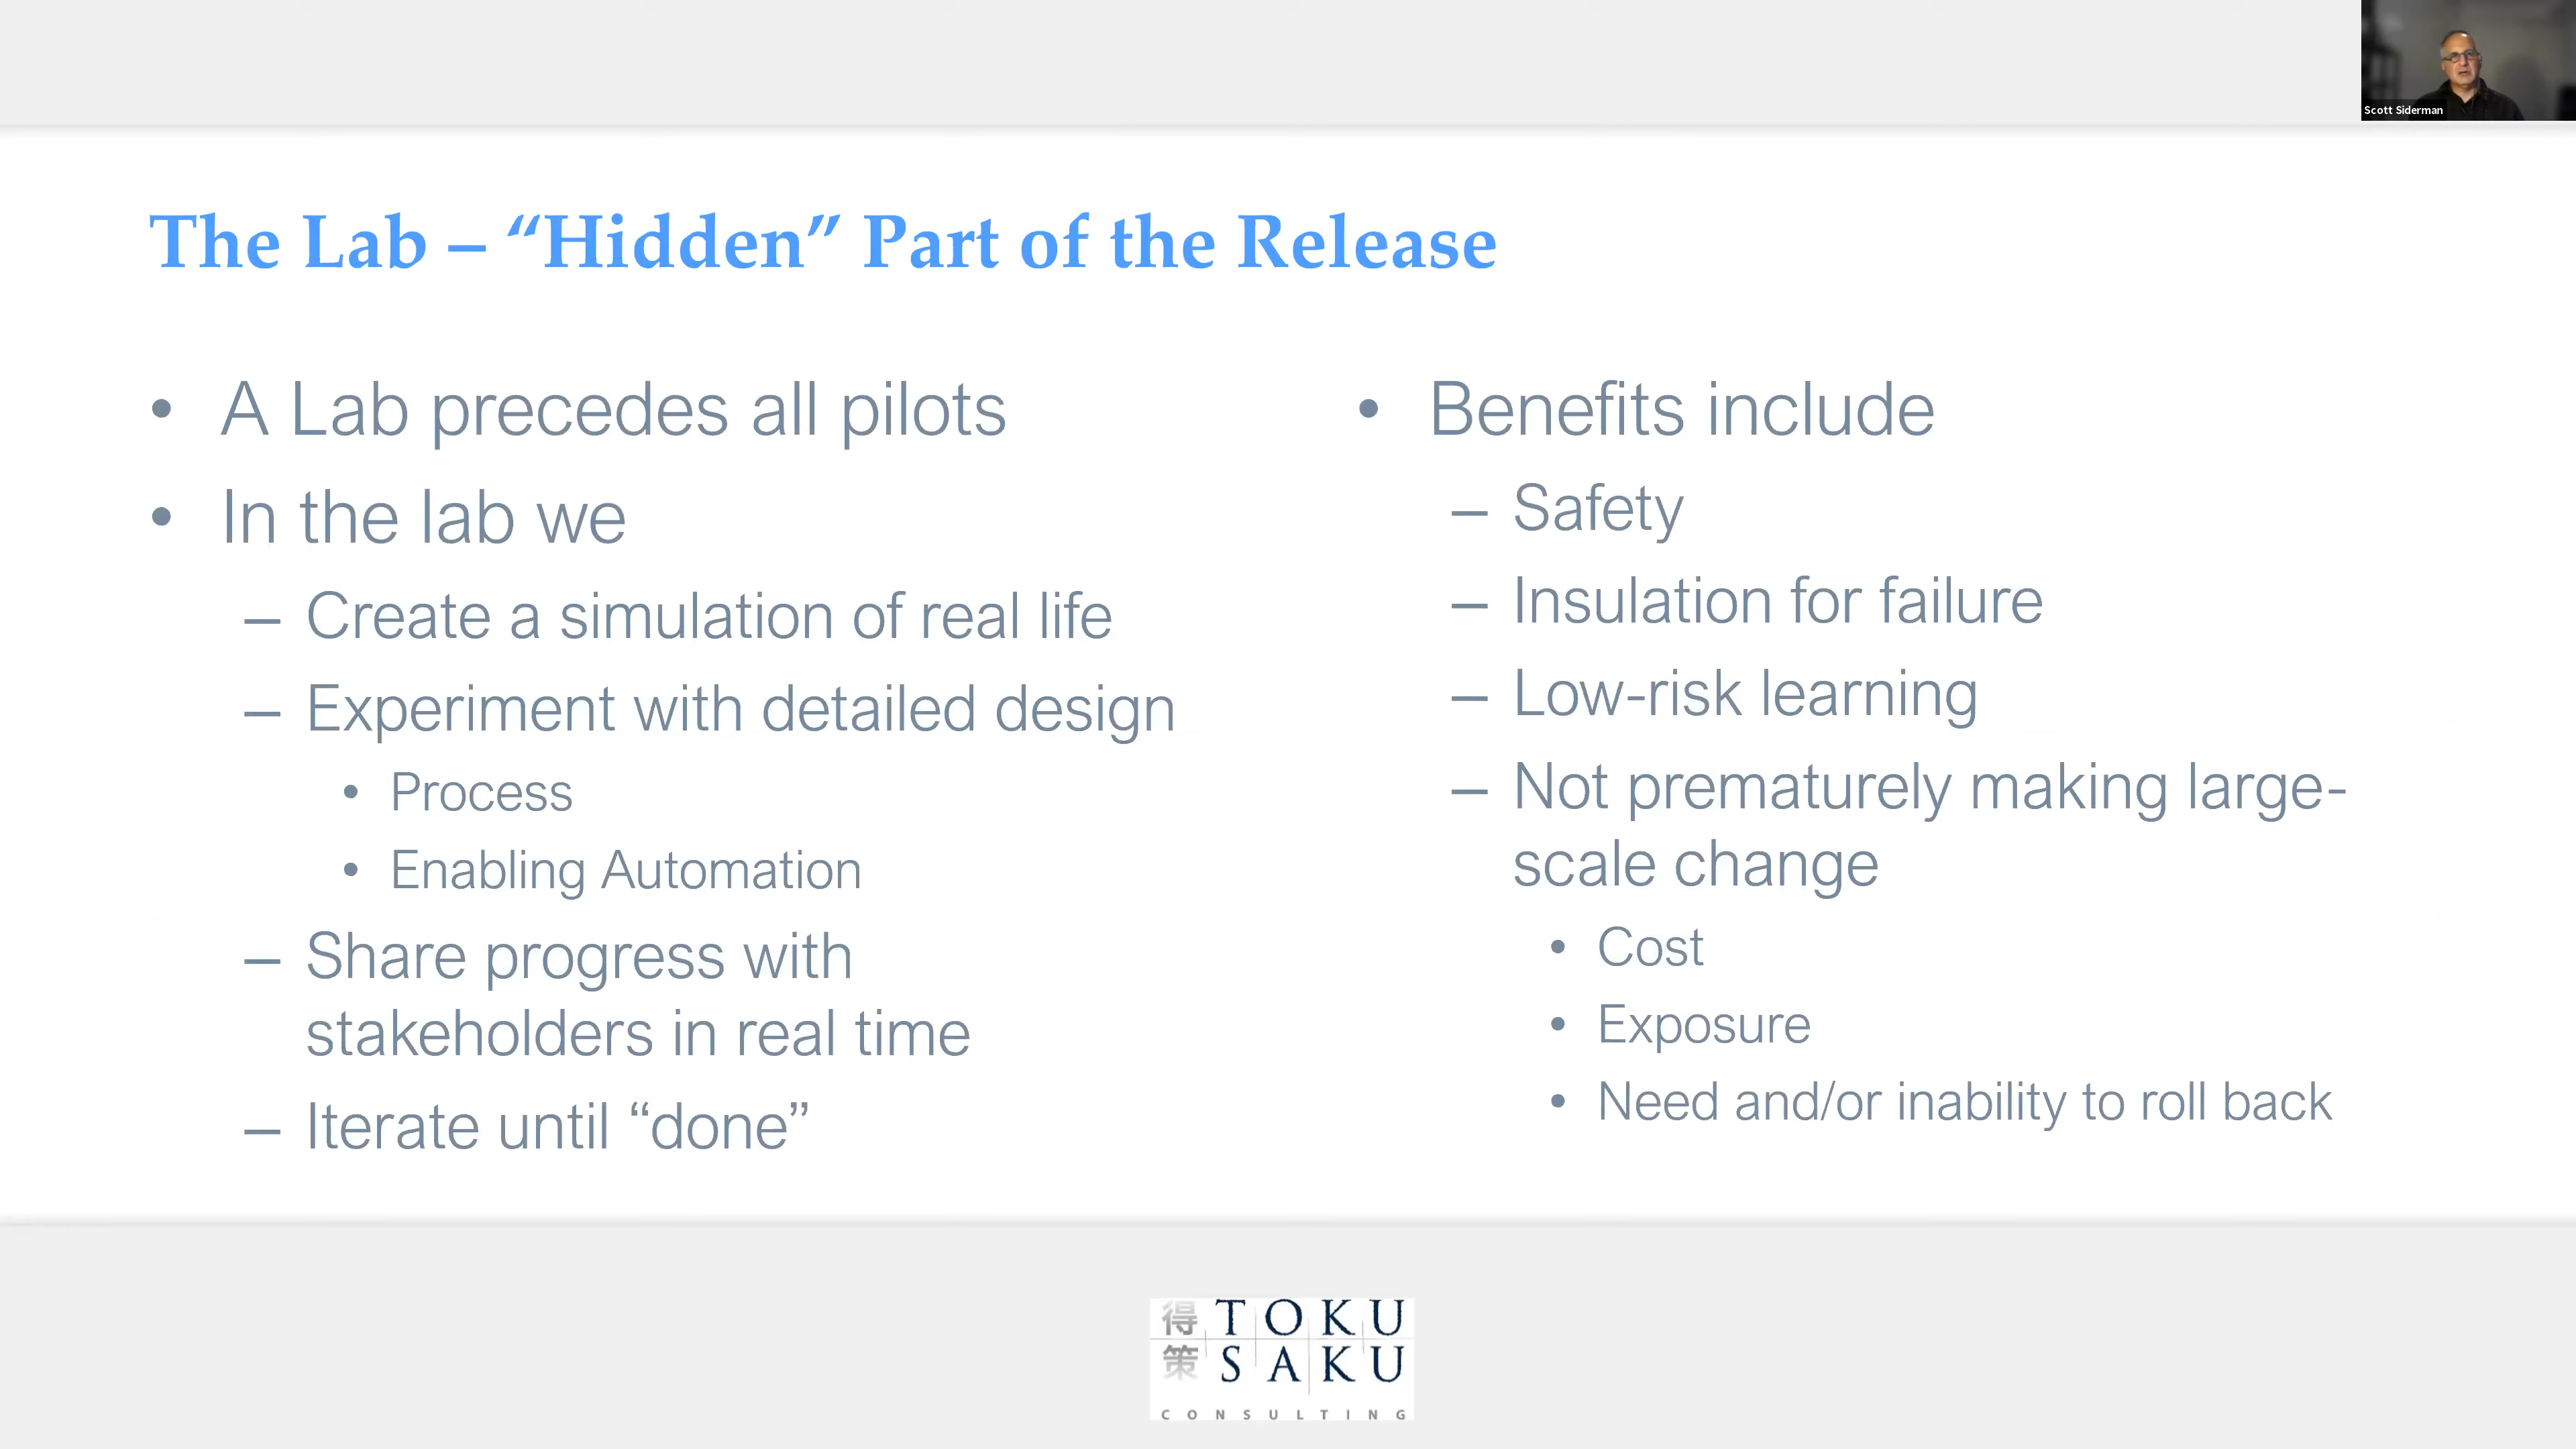 Scott Siderman
The Lab – “Hidden” Part of the Release
• A Lab precedes all pilots
• In the lab we
– Create a simulation of real life
– Experiment with detailed design
• Process
• Enabling Automation
– Share progress with
stakeholders in real time
– Iterate until “done”
• Benefits include
– Safety
– Insulation for failure
– Low-risk learning
– Not prematurely making large-
scale change
• Cost
• Exposure
• Need and/or inability to roll back
得 TOKU
策 SAKU
CONSULTING